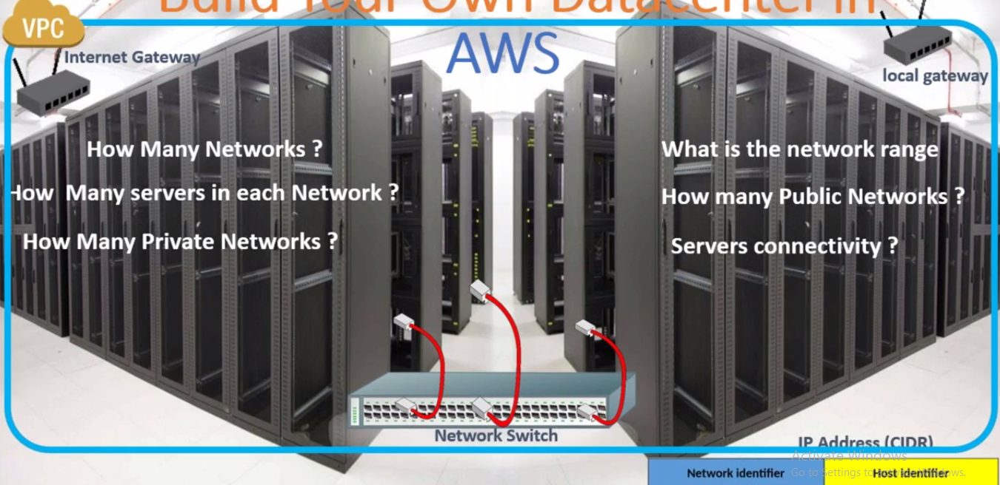 Build Your Own Datacenter in
AWS
VPC
Internet Gateway
local gateway
How Many Networks ?
What is the network range
How Many servers in each Network ?
How many Public Networks ?
How Many Private Networks ?
Servers connectivity ?
Network Switch
IP Address (CIDR)
Activate Windows
Go to Settings to activate Windows.
Network identifier
Host identifier